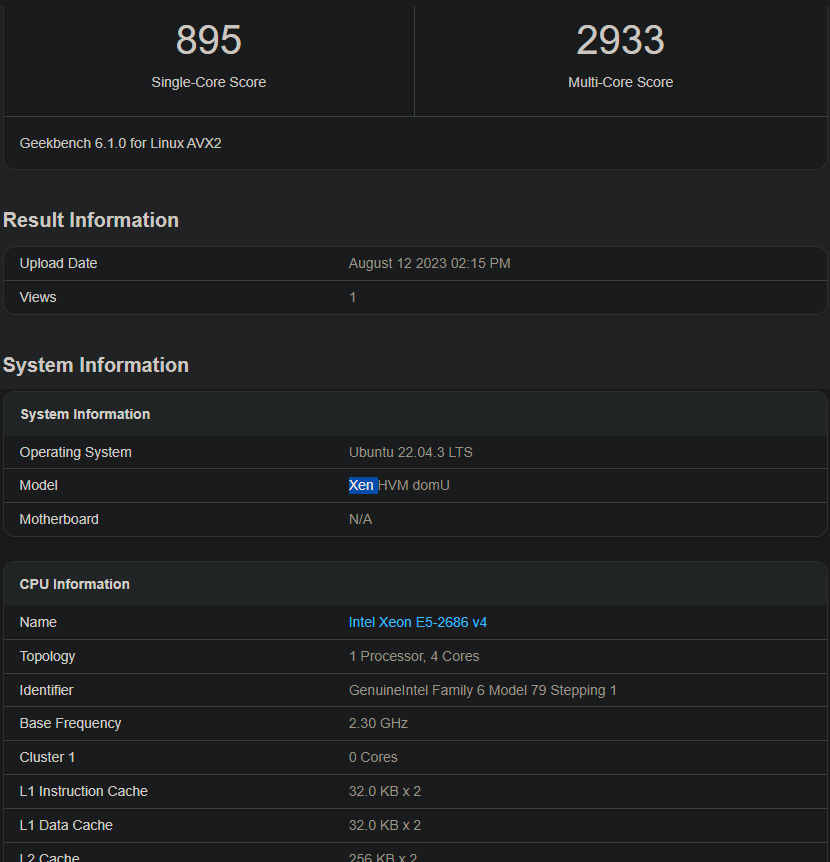 895 2933
Single-Core Score Multi-Core Score
Geekbench 6.1.0 for Linux AVX2
Result Information
Upload Date August 12 2023 02:15 PM
Views 1
System Information
System Information
Operating System Ubuntu 22.04.3 LTS
Model Xen HVM domU
Motherboard N/A
CPU Information
Name Intel Xeon E5-2686 v4
Topology 1 Processor, 4 Cores
Identifier GenuineIntel Family 6 Model 79 Stepping 1
Base Frequency 2.30 GHz
Cluster 1 0 Cores
L1 Instruction Cache 32.0 KB x 2
L1 Data Cache 32.0 KB x 2
L2 Cache 256 KB x 2